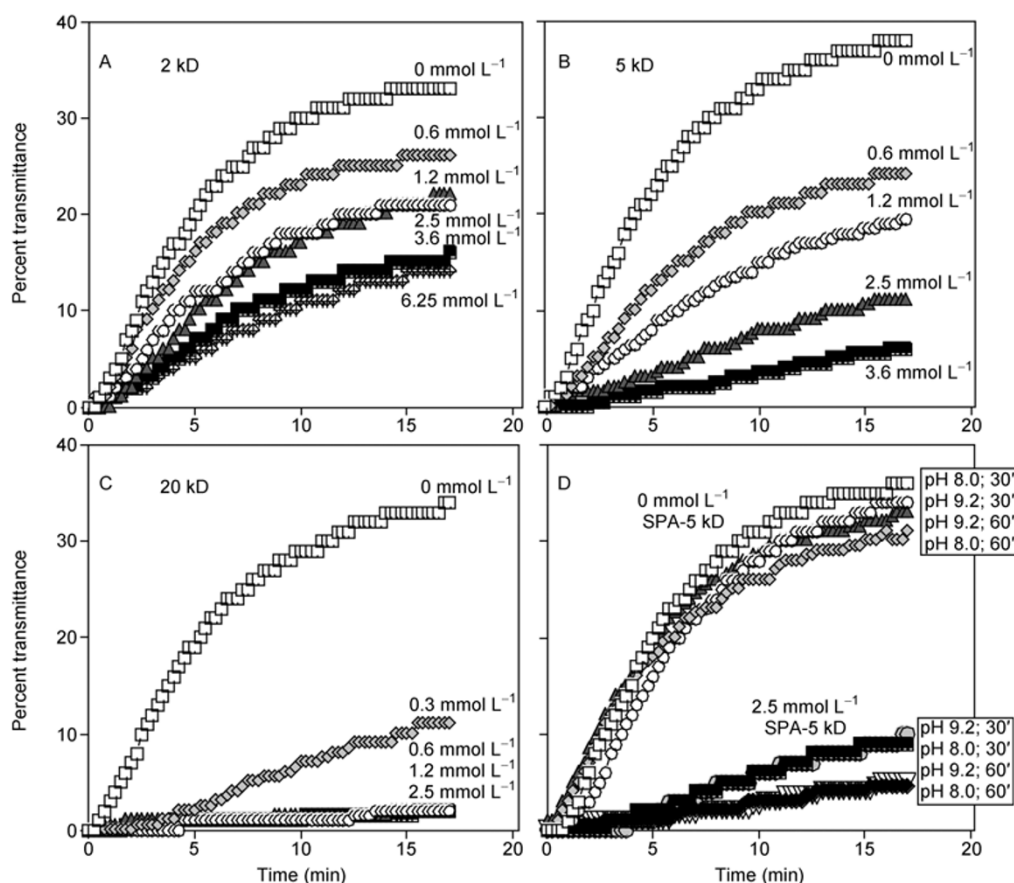 A
2 kD
0 mmol L⁻¹
0.6 mmol L⁻¹
1.2 mmol L⁻¹
2.5 mmol L⁻¹
3.6 mmol L⁻¹
6.25 mmol L⁻¹
Percent transmittance
40
30
20
10
0
0
5
10
15
20
B
5 kD
0 mmol L⁻¹
0.6 mmol L⁻¹
1.2 mmol L⁻¹
2.5 mmol L⁻¹
3.6 mmol L⁻¹
0
5
10
15
20
C
20 kD
0 mmol L⁻¹
0.3 mmol L⁻¹
0.6 mmol L⁻¹
1.2 mmol L⁻¹
2.5 mmol L⁻¹
Percent transmittance
40
30
20
10
0
0
5
10
15
20
Time (min)
D
0 mmol L⁻¹
SPA-5 kD
pH 8.0; 30′
pH 9.2; 30′
pH 9.2; 60′
pH 8.0; 60′
2.5 mmol L⁻¹
SPA-5 kD
pH 9.2; 30′
pH 8.0; 30′
pH 9.2; 60′
pH 8.0; 60′
0
5
10
15
20
Time (min)